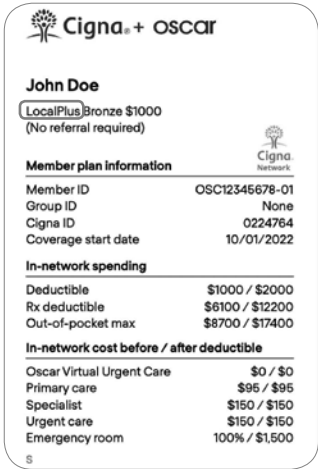 Cigna® + oscar
John Doe
LocalPlus Bronze $1000
(No referral required)
Cigna
Network
Member plan information
Member ID OSC12345678-01
Group ID None
Cigna ID 0224764
Coverage start date 10/01/2022
In-network spending
Deductible $1000 / $2000
Rx deductible $6100 / $12200
Out-of-pocket max $8700 / $17400
In-network cost before / after deductible
Oscar Virtual Urgent Care $0 / $0
Primary care $95 / $95
Specialist $150 / $150
Urgent care $150 / $150
Emergency room 100% / $1,500
S